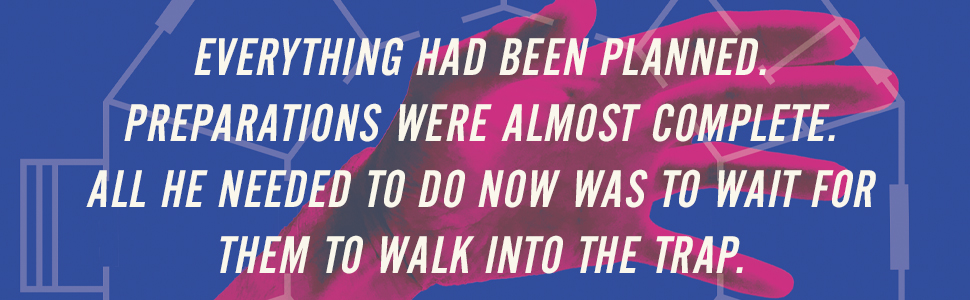 EVERYTHING HAD BEEN PLANNED.
PREPARATIONS WERE ALMOST COMPLETE.
ALL HE NEEDED TO DO NOW WAS TO WAIT FOR
THEM TO WALK INTO THE TRAP.